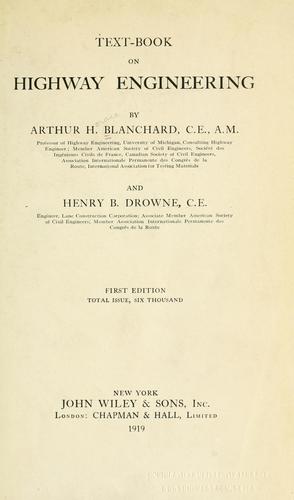 TEXT-BOOK
ON
HIGHWAY ENGINEERING
BY
ARTHUR H. BLANCHARD, C.E., A.M.
Professor of Highway Engineering, University of Michigan, Consulting Highway
Engineer; Member American Society of Civil Engineers, Société des
Ingénieurs Civils de France, Canadian Society of Civil Engineers,
Association Internationale Permanente des Congrès de la
Route; International Association for Testing Materials
AND
HENRY B. DROWNE, C.E.
Engineer, Lane Construction Corporation; Associate Member American Society
of Civil Engineers; Member Association Internationale Permanente des
Congrès de la Route
FIRST EDITION
TOTAL ISSUE, SIX THOUSAND
NEW YORK
JOHN WILEY & SONS, Inc.
London: CHAPMAN & HALL, Limited
1919